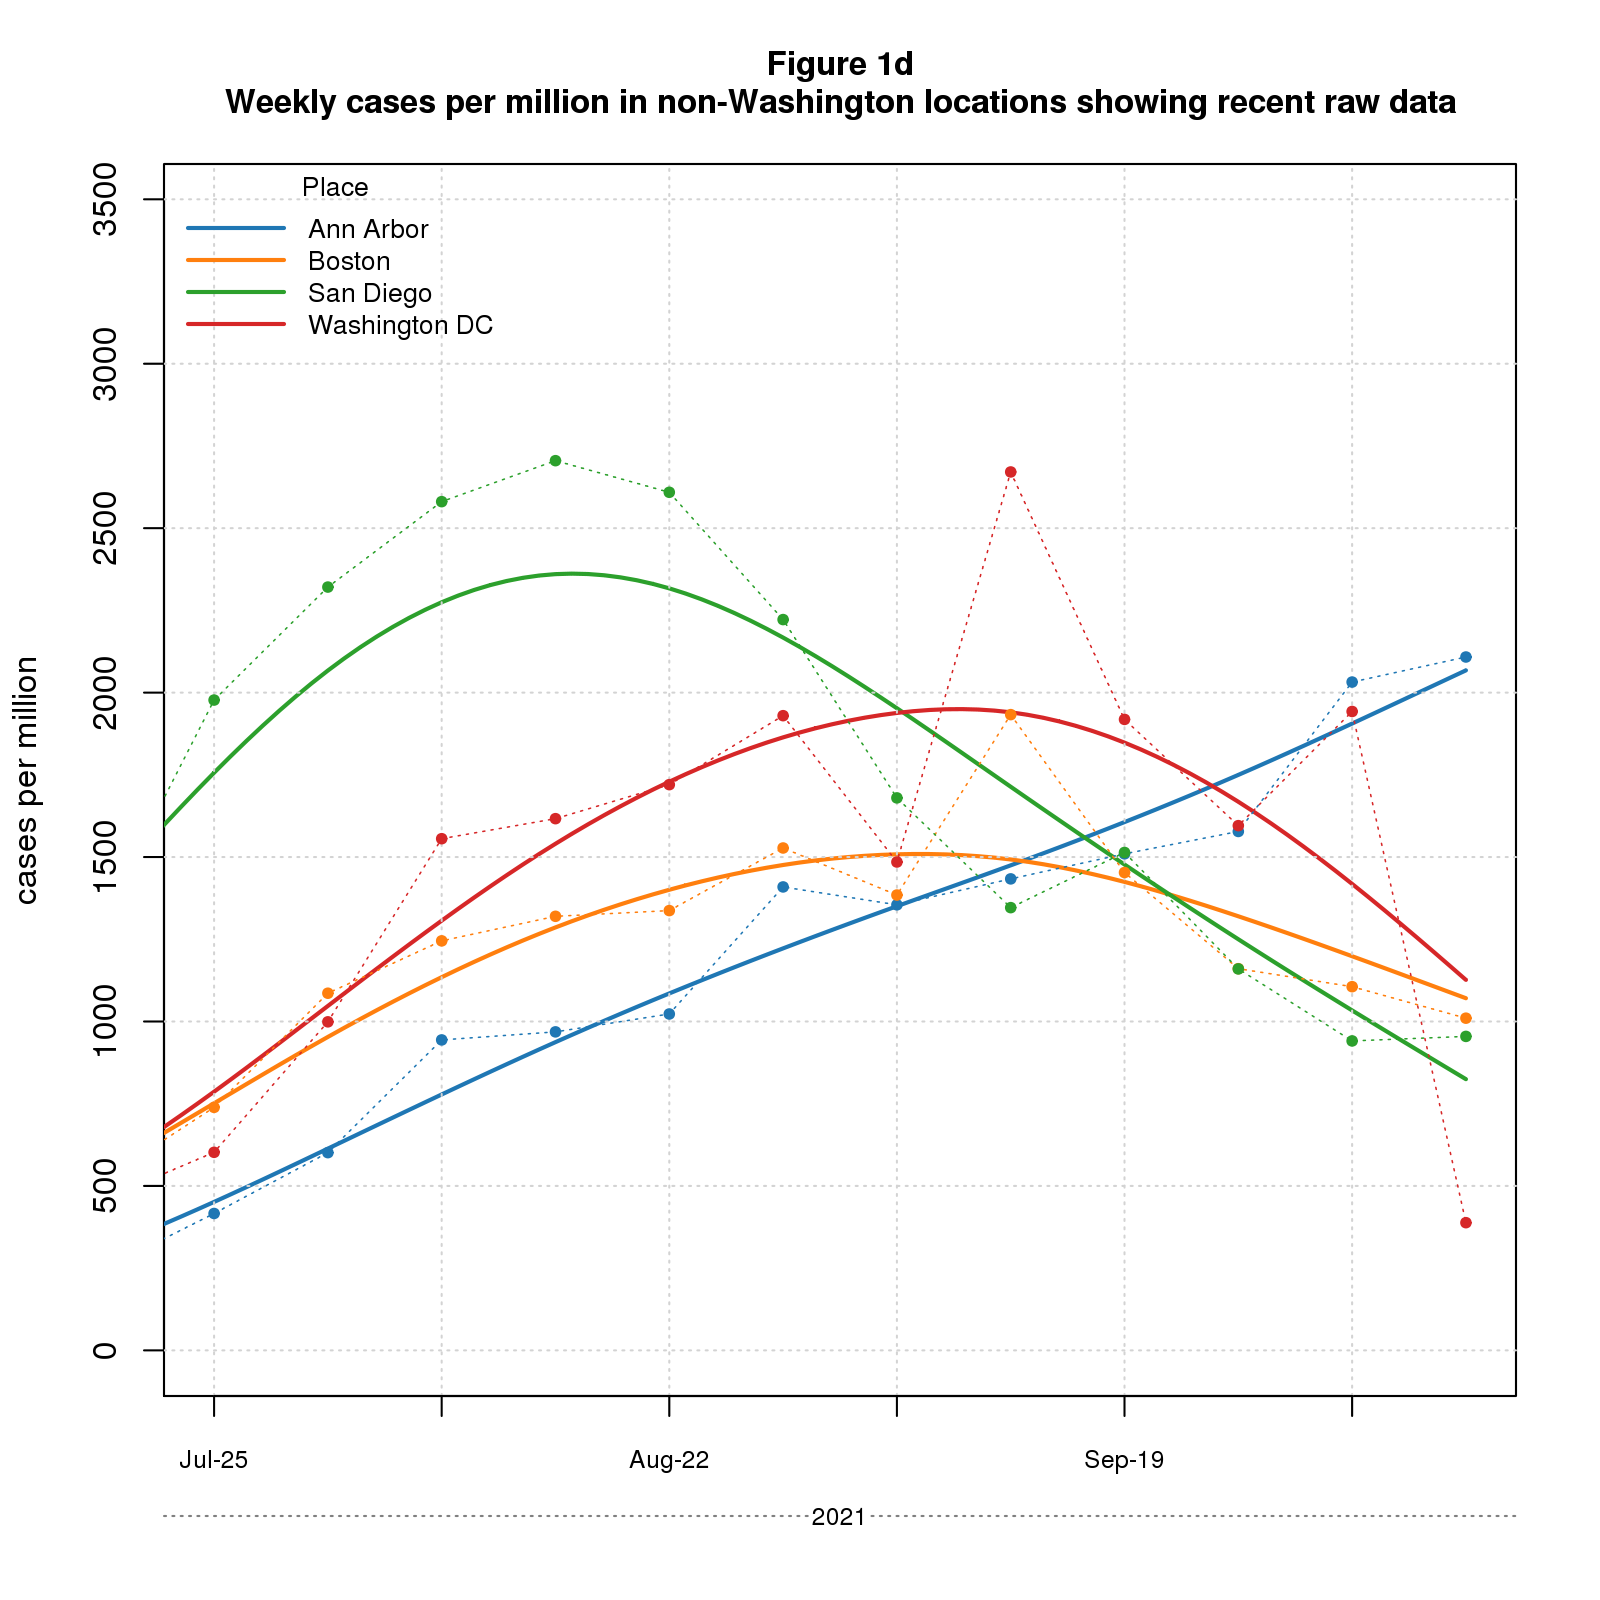 Figure 1d
Weekly cases per million in non-Washington locations showing recent raw data
Place
Ann Arbor
Boston
San Diego
Washington DC
cases per million
3500
3000
2500
2000
1500
1000
500
0
Jul-25 Aug-22 Sep-19
2021